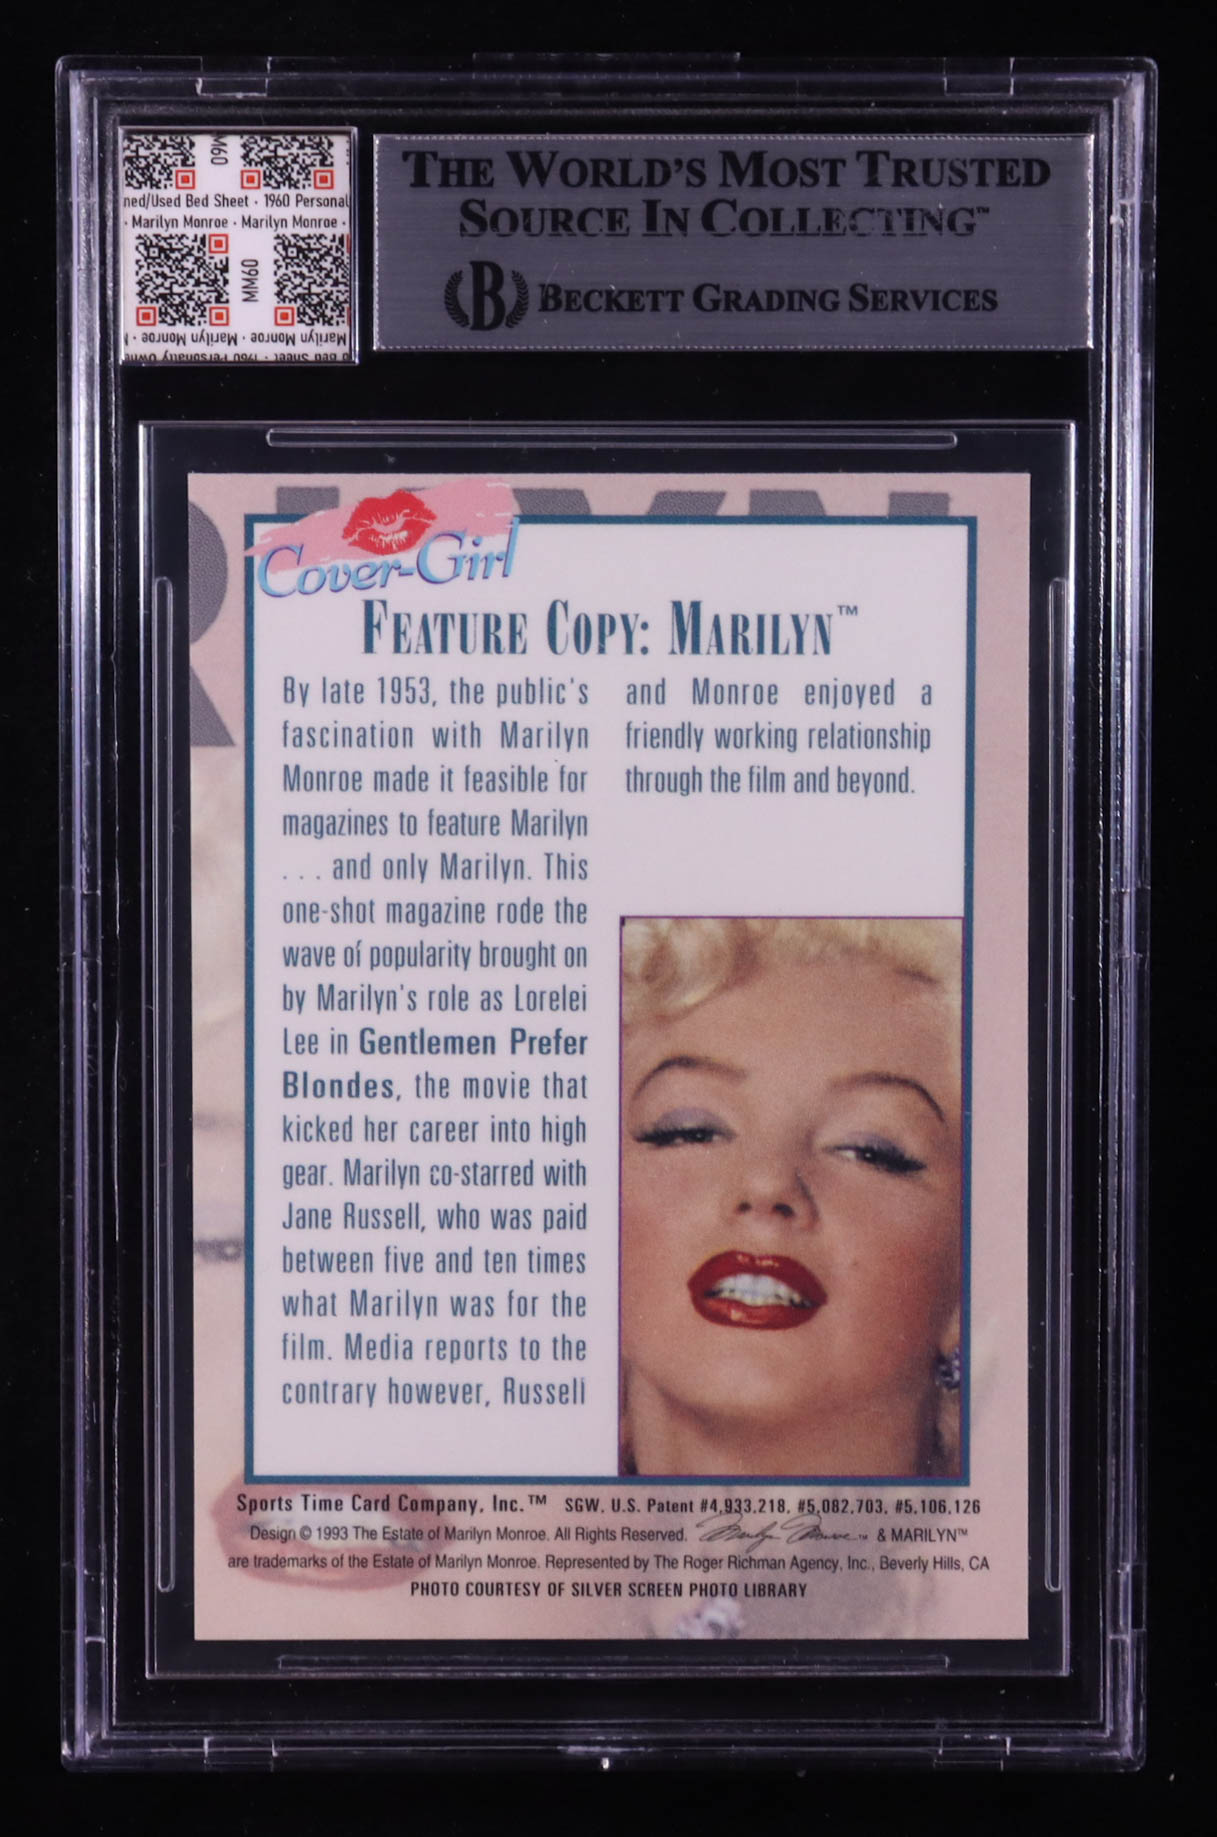 MM60
ned/Used Bed Sheet · 1960 Personal
· Marilyn Monroe · Marilyn Monroe ·
MM60
Marilyn Monroe · Marilyn Monroe ·
THE WORLD'S MOST TRUSTED
SOURCE IN COLLECTING™
B BECKETT GRADING SERVICES
Cover-Girl
FEATURE COPY: MARILYN™
By late 1953, the public's
fascination with Marilyn
Monroe made it feasible for
magazines to feature Marilyn
. . . and only Marilyn. This
one-shot magazine rode the
wave of popularity brought on
by Marilyn's role as Lorelei
Lee in Gentlemen Prefer
Blondes, the movie that
kicked her career into high
gear. Marilyn co-starred with
Jane Russell, who was paid
between five and ten times
what Marilyn was for the
film. Media reports to the
contrary however, Russell
and Monroe enjoyed a
friendly working relationship
through the film and beyond.
Sports Time Card Company, Inc.™ SGW, U.S. Patent #4,933,218, #5,082,703, #5,106,126
Design © 1993 The Estate of Marilyn Monroe. All Rights Reserved. Marilyn Monroe™ & MARILYN™
are trademarks of the Estate of Marilyn Monroe. Represented by The Roger Richman Agency, Inc., Beverly Hills, CA
PHOTO COURTESY OF SILVER SCREEN PHOTO LIBRARY